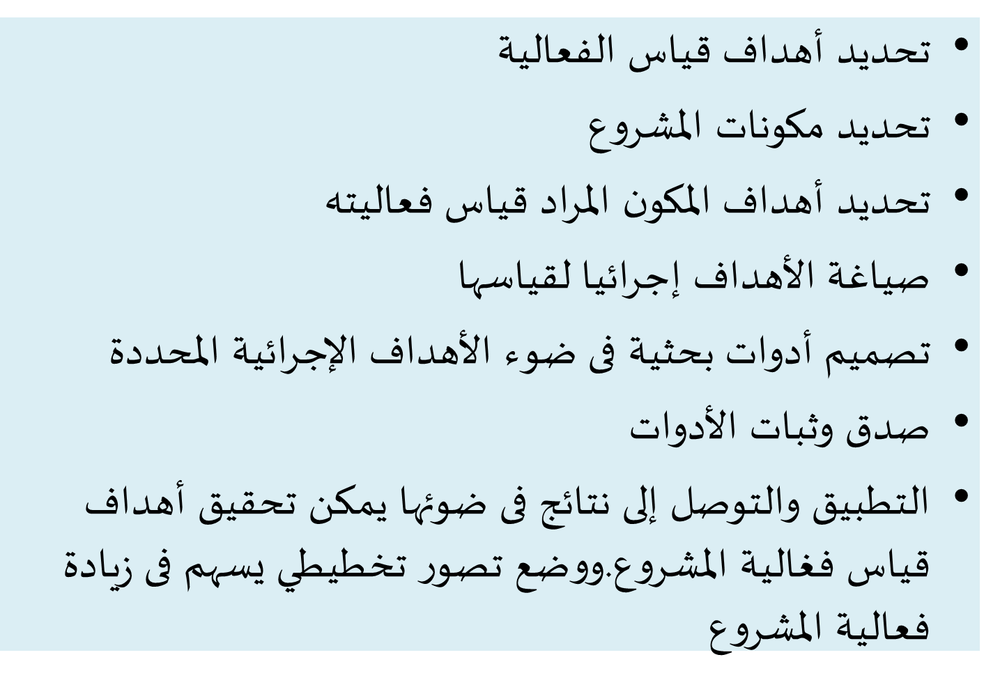 • تحديد أهداف قياس الفعالية
• تحديد مكونات المشروع
• تحديد أهداف المكون المراد قياس فعاليته
• صياغة الأهداف إجرائيا لقياسها
• تصميم أدوات بحثية فى ضوء الأهداف الإجرائية المحددة
• صدق وثبات الأدوات
• التطبيق والتوصل إلى نتائج فى ضوئها يمكن تحقيق أهداف
قياس فغالية المشروع.ووضع تصور تخطيطي يسهم فى زيادة
فعالية المشروع